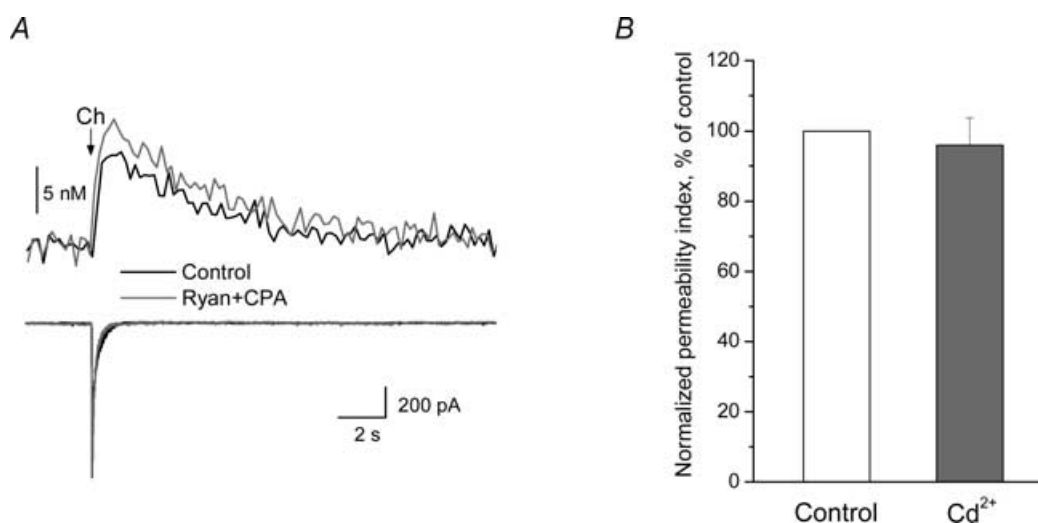 A
Ch
5 nM
Control
Ryan+CPA
200 pA
2 s
B
Normalized permeability index, % of control
120
100
80
60
40
20
0
Control
Cd²⁺